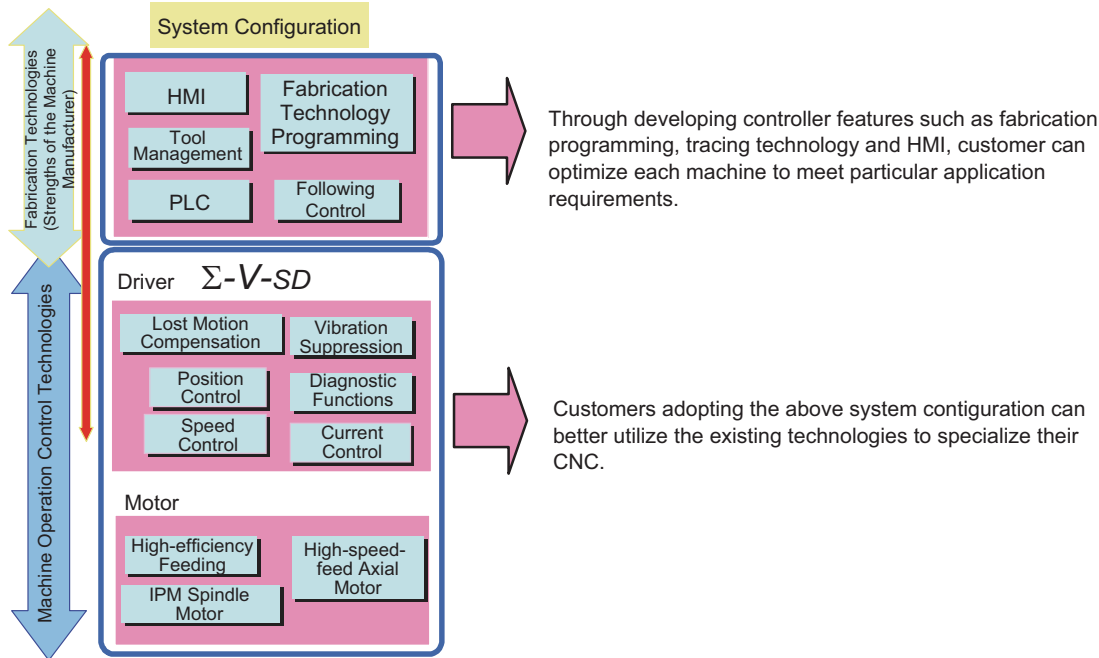 System Configuration
Fabrication Technologies
(Strengths of the Machine
Manufacturer)
HMI
Fabrication
Technology
Programming
Tool
Management
PLC
Following
Control
Through developing controller features such as fabrication
programming, tracing technology and HMI, customer can
optimize each machine to meet particular application
requirements.
Machine Operation Control Technologies
Driver Σ-V-SD
Lost Motion
Compensation
Vibration
Suppression
Position
Control
Diagnostic
Functions
Speed
Control
Current
Control
Customers adopting the above system contiguration can
better utilize the existing technologies to specialize their
CNC.
Motor
High-efficiency
Feeding
High-speed-
feed Axial
Motor
IPM Spindle
Motor